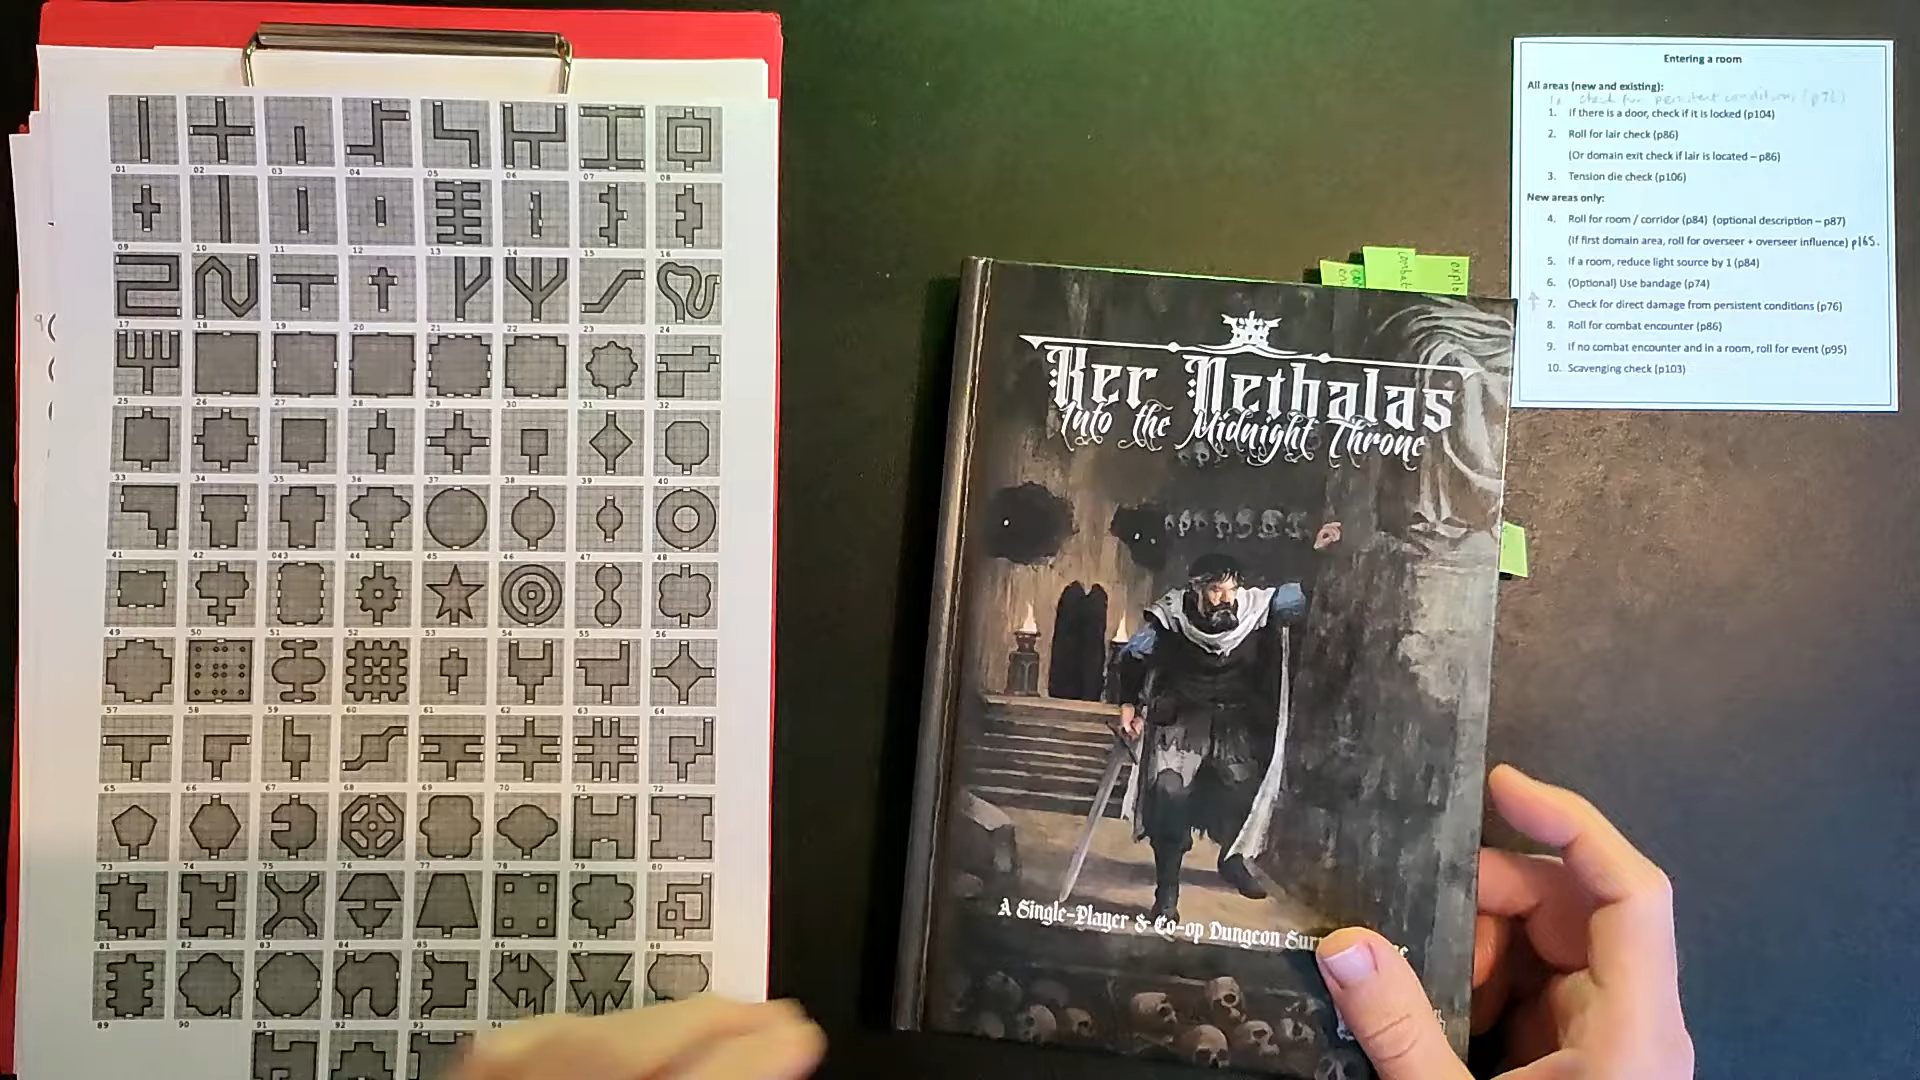 01 02 03 04 05 06 07 08
09 10 11 12 13 14 15 16
17 18 19 20 21 22 23 24
25 26 27 28 29 30 31 32
33 34 35 36 37 38 39 40
41 42 043 44 45 46 47 48
49 50 51 52 53 54 55 56
57 58 59 60 61 62 63 64
65 66 67 68 69 70 71 72
73 74 75 76 77 78 79 80
81 82 83 84 85 86 87 88
89 90 91 92 93 94
combat
explo
Ker Nethalas
Into the Midnight Throne
A Single-Player & Co-op Dungeon
Entering a room
All areas (new and existing):
1a check for persistent conditions (p76)
1. If there is a door, check if it is locked (p104)
2. Roll for lair check (p86)
(Or domain exit check if lair is located – p86)
3. Tension die check (p106)
New areas only:
4. Roll for room / corridor (p84) (optional description – p87)
(If first domain area, roll for overseer + overseer influence) p165.
5. If a room, reduce light source by 1 (p84)
6. (Optional) Use bandage (p74)
7. Check for direct damage from persistent conditions (p76)
8. Roll for combat encounter (p86)
9. If no combat encounter and in a room, roll for event (p95)
10. Scavenging check (p103)